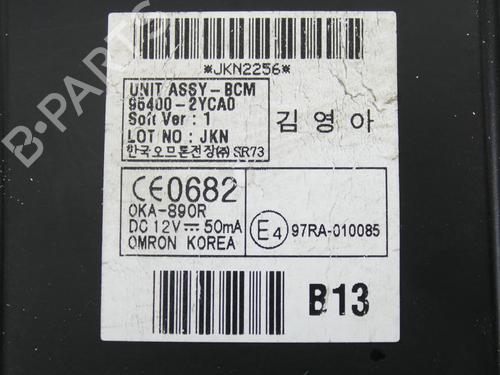 *JKN2256*
UNIT ASSY-BCM
95400-2YCA0
Soft Ver : 1
LOT NO : JKN
한국오므론전장㈜ SR73
김영아
CE0682
OKA-890R
DC 12V⎓50mA
OMRON KOREA
E4 97RA-010085
B13
B-PARTS